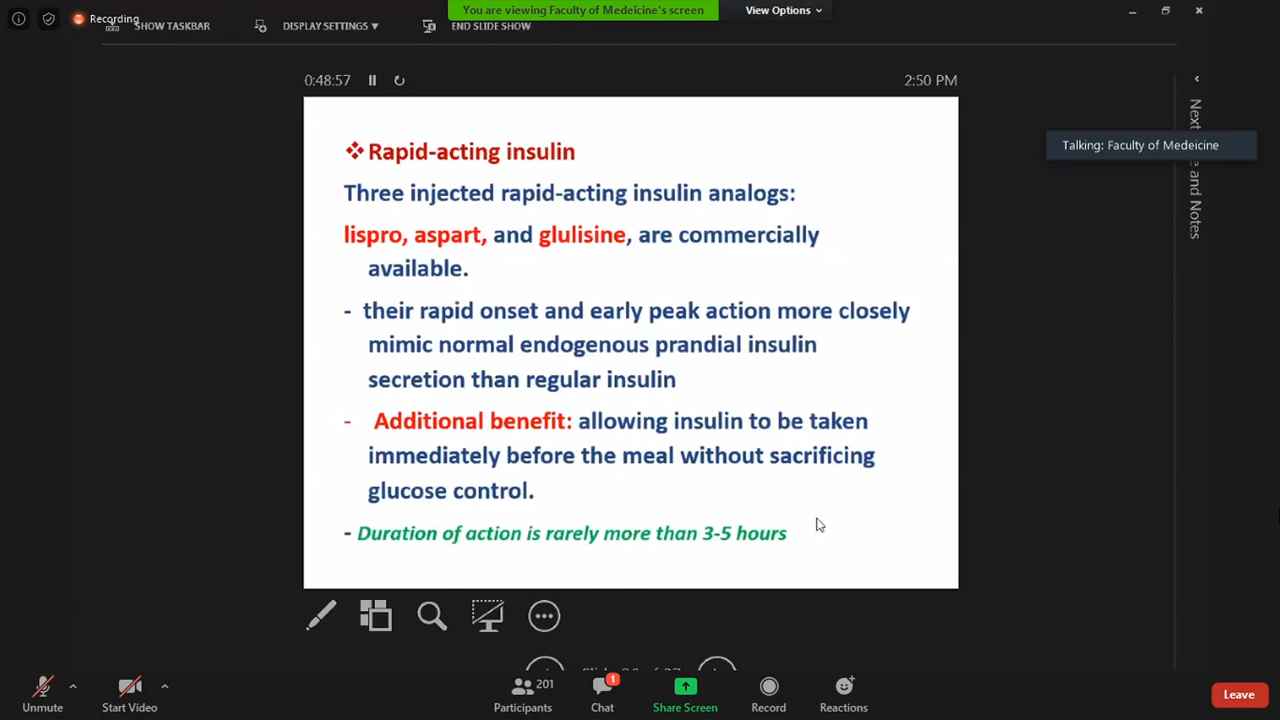 Recording
You are viewing Faculty of Medeicine's screen
View Options
SHOW TASKBAR
DISPLAY SETTINGS
END SLIDE SHOW
0:48:57
2:50 PM
Talking: Faculty of Medeicine
Next
and Notes
Rapid-acting insulin
Three injected rapid-acting insulin analogs:
lispro, aspart, and glulisine, are commercially
available.
- their rapid onset and early peak action more closely
mimic normal endogenous prandial insulin
secretion than regular insulin
- Additional benefit: allowing insulin to be taken
immediately before the meal without sacrificing
glucose control.
- Duration of action is rarely more than 3-5 hours
Unmute
Start Video
201
Participants
1
Chat
Share Screen
Record
Reactions
Leave